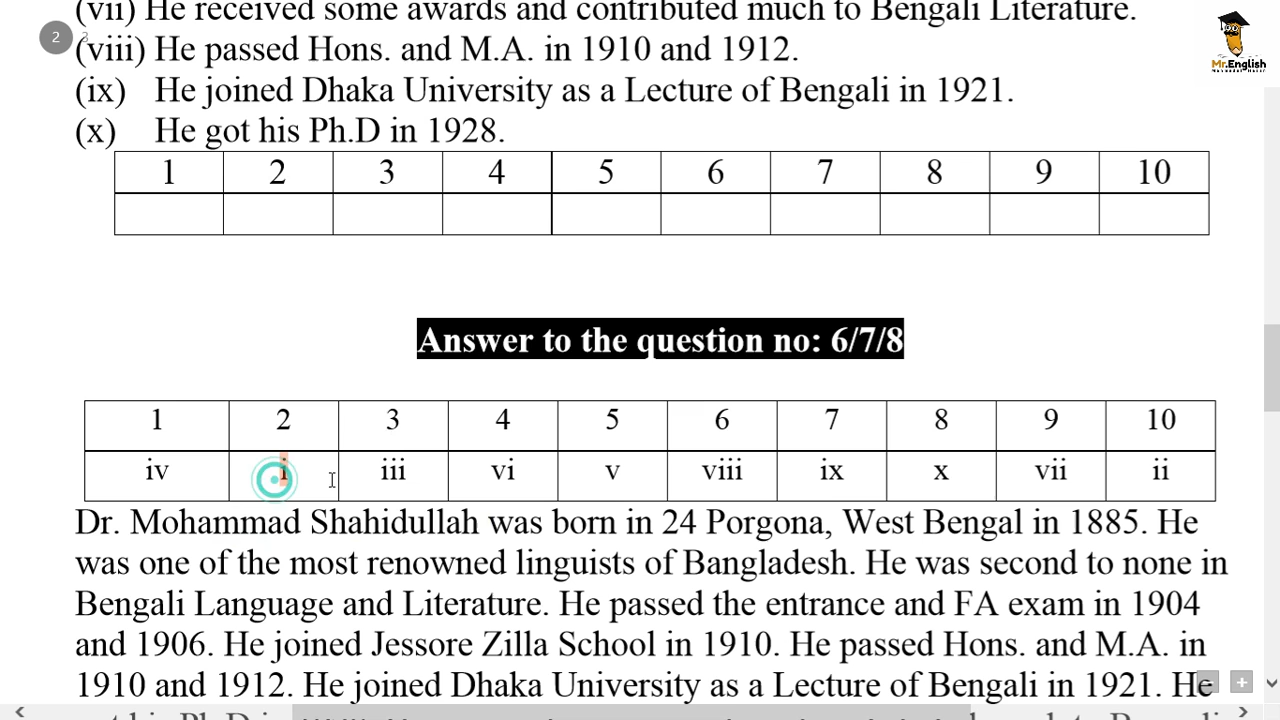 (vii) He received some awards and contributed much to Bengali Literature.
2
(viii) He passed Hons. and M.A. in 1910 and 1912.
Mr.English
(ix) He joined Dhaka University as a Lecture of Bengali in 1921.
(x) He got his Ph.D in 1928.
1 2 3 4 5 6 7 8 9 10
Answer to the question no: 6/7/8
1 2 3 4 5 6 7 8 9 10
iv i iii vi v viii ix x vii ii
Dr. Mohammad Shahidullah was born in 24 Porgona, West Bengal in 1885. He
was one of the most renowned linguists of Bangladesh. He was second to none in
Bengali Language and Literature. He passed the entrance and FA exam in 1904
and 1906. He joined Jessore Zilla School in 1910. He passed Hons. and M.A. in
1910 and 1912. He joined Dhaka University as a Lecture of Bengali in 1921. He